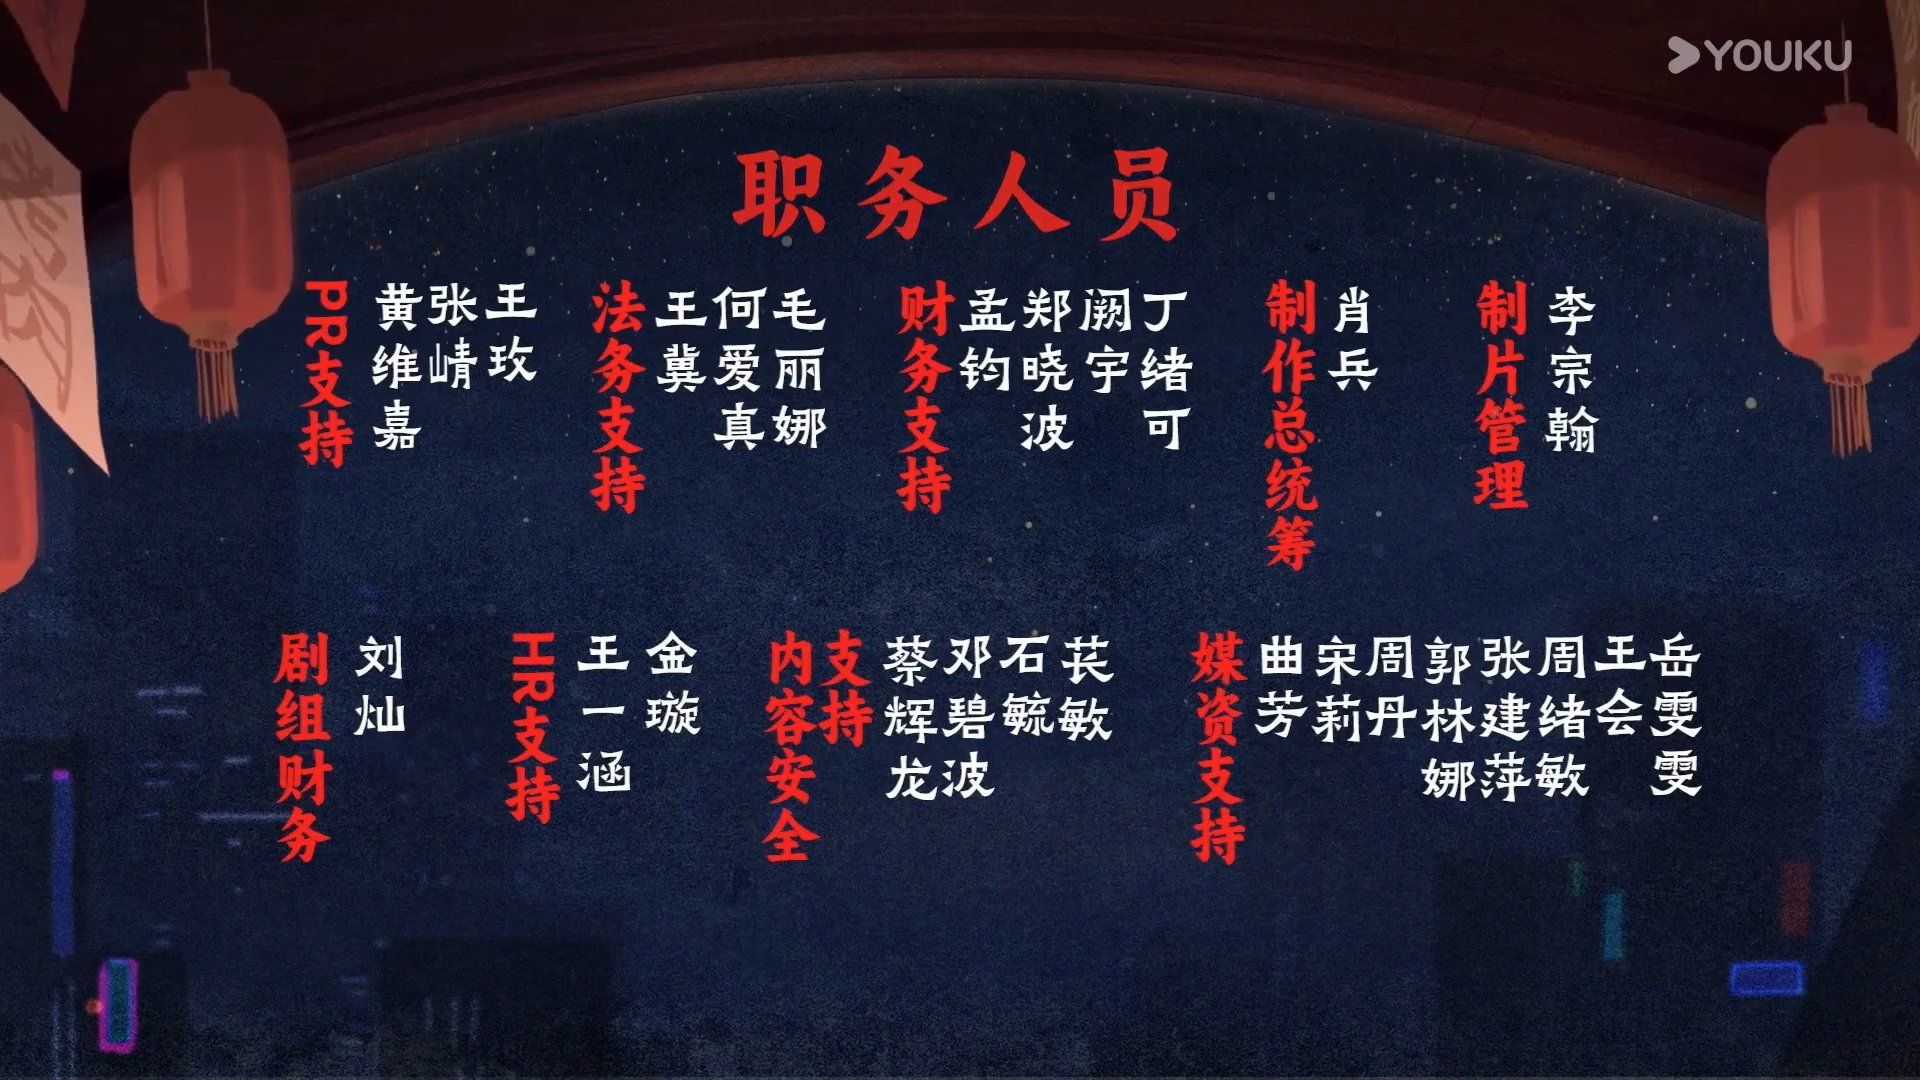 YOUKU
职务人员
PR支持
黄维嘉
张崝
王玫
法务支持
王冀
何爱真
毛丽娜
财务支持
孟钧
郑晓波
阚宇
丁绪可
制作总统筹
肖兵
制片管理
李宗翰
剧组财务
刘灿
HR支持
王一涵
金璇
内容安全
支持
蔡辉龙
邓碧波
石毓
苌敏
媒资支持
曲芳
宋莉
周丹
郭林娜
张建萍
周绪敏
王会
岳雯雯